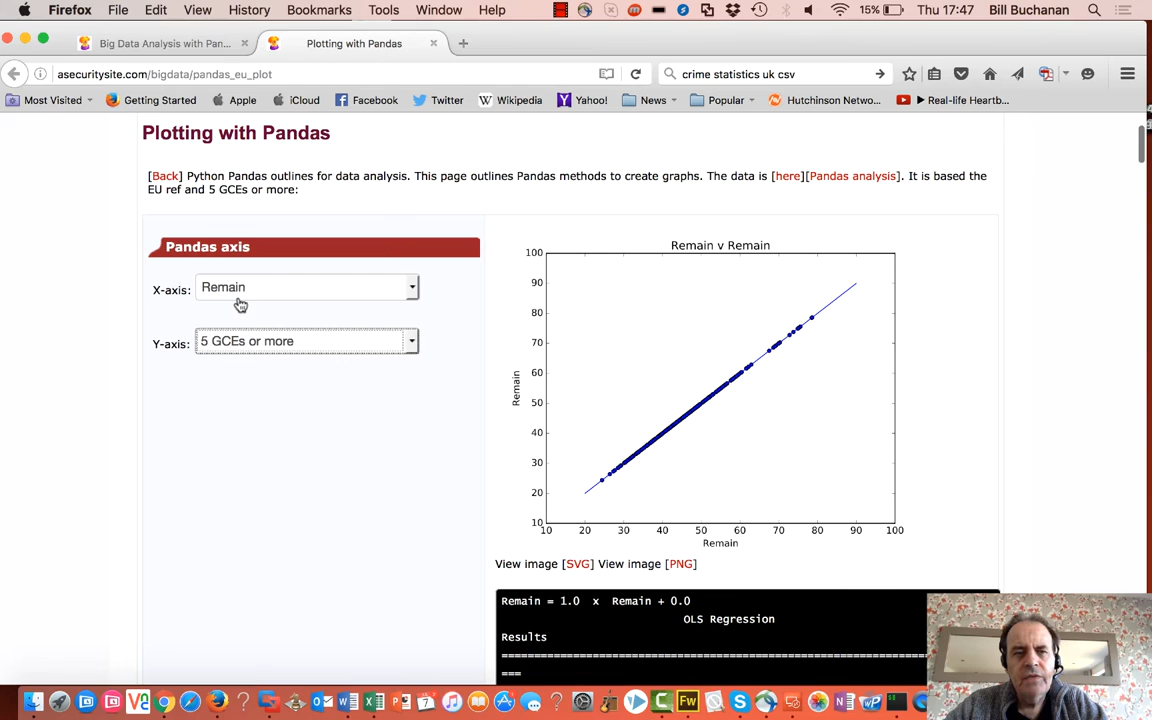 Firefox File Edit View History Bookmarks Tools Window Help 15% Thu 17:47 Bill Buchanan
Big Data Analysis with Pan... Plotting with Pandas
asecuritysite.com/bigdata/pandas_eu_plot crime statistics uk csv
Most Visited Getting Started Apple iCloud Facebook Twitter Wikipedia Yahoo! News Popular Hutchinson Netwo... Real-life Heartb...
Plotting with Pandas
[Back] Python Pandas outlines for data analysis. This page outlines Pandas methods to create graphs. The data is [here][Pandas analysis]. It is based the
EU ref and 5 GCEs or more:
Pandas axis
X-axis: Remain
Y-axis: 5 GCEs or more
Remain v Remain
100
90
80
70
60
50
40
30
20
10
Remain
10 20 30 40 50 60 70 80 90 100
Remain
View image [SVG] View image [PNG]
Remain = 1.0 x Remain + 0.0
OLS Regression
Results
===